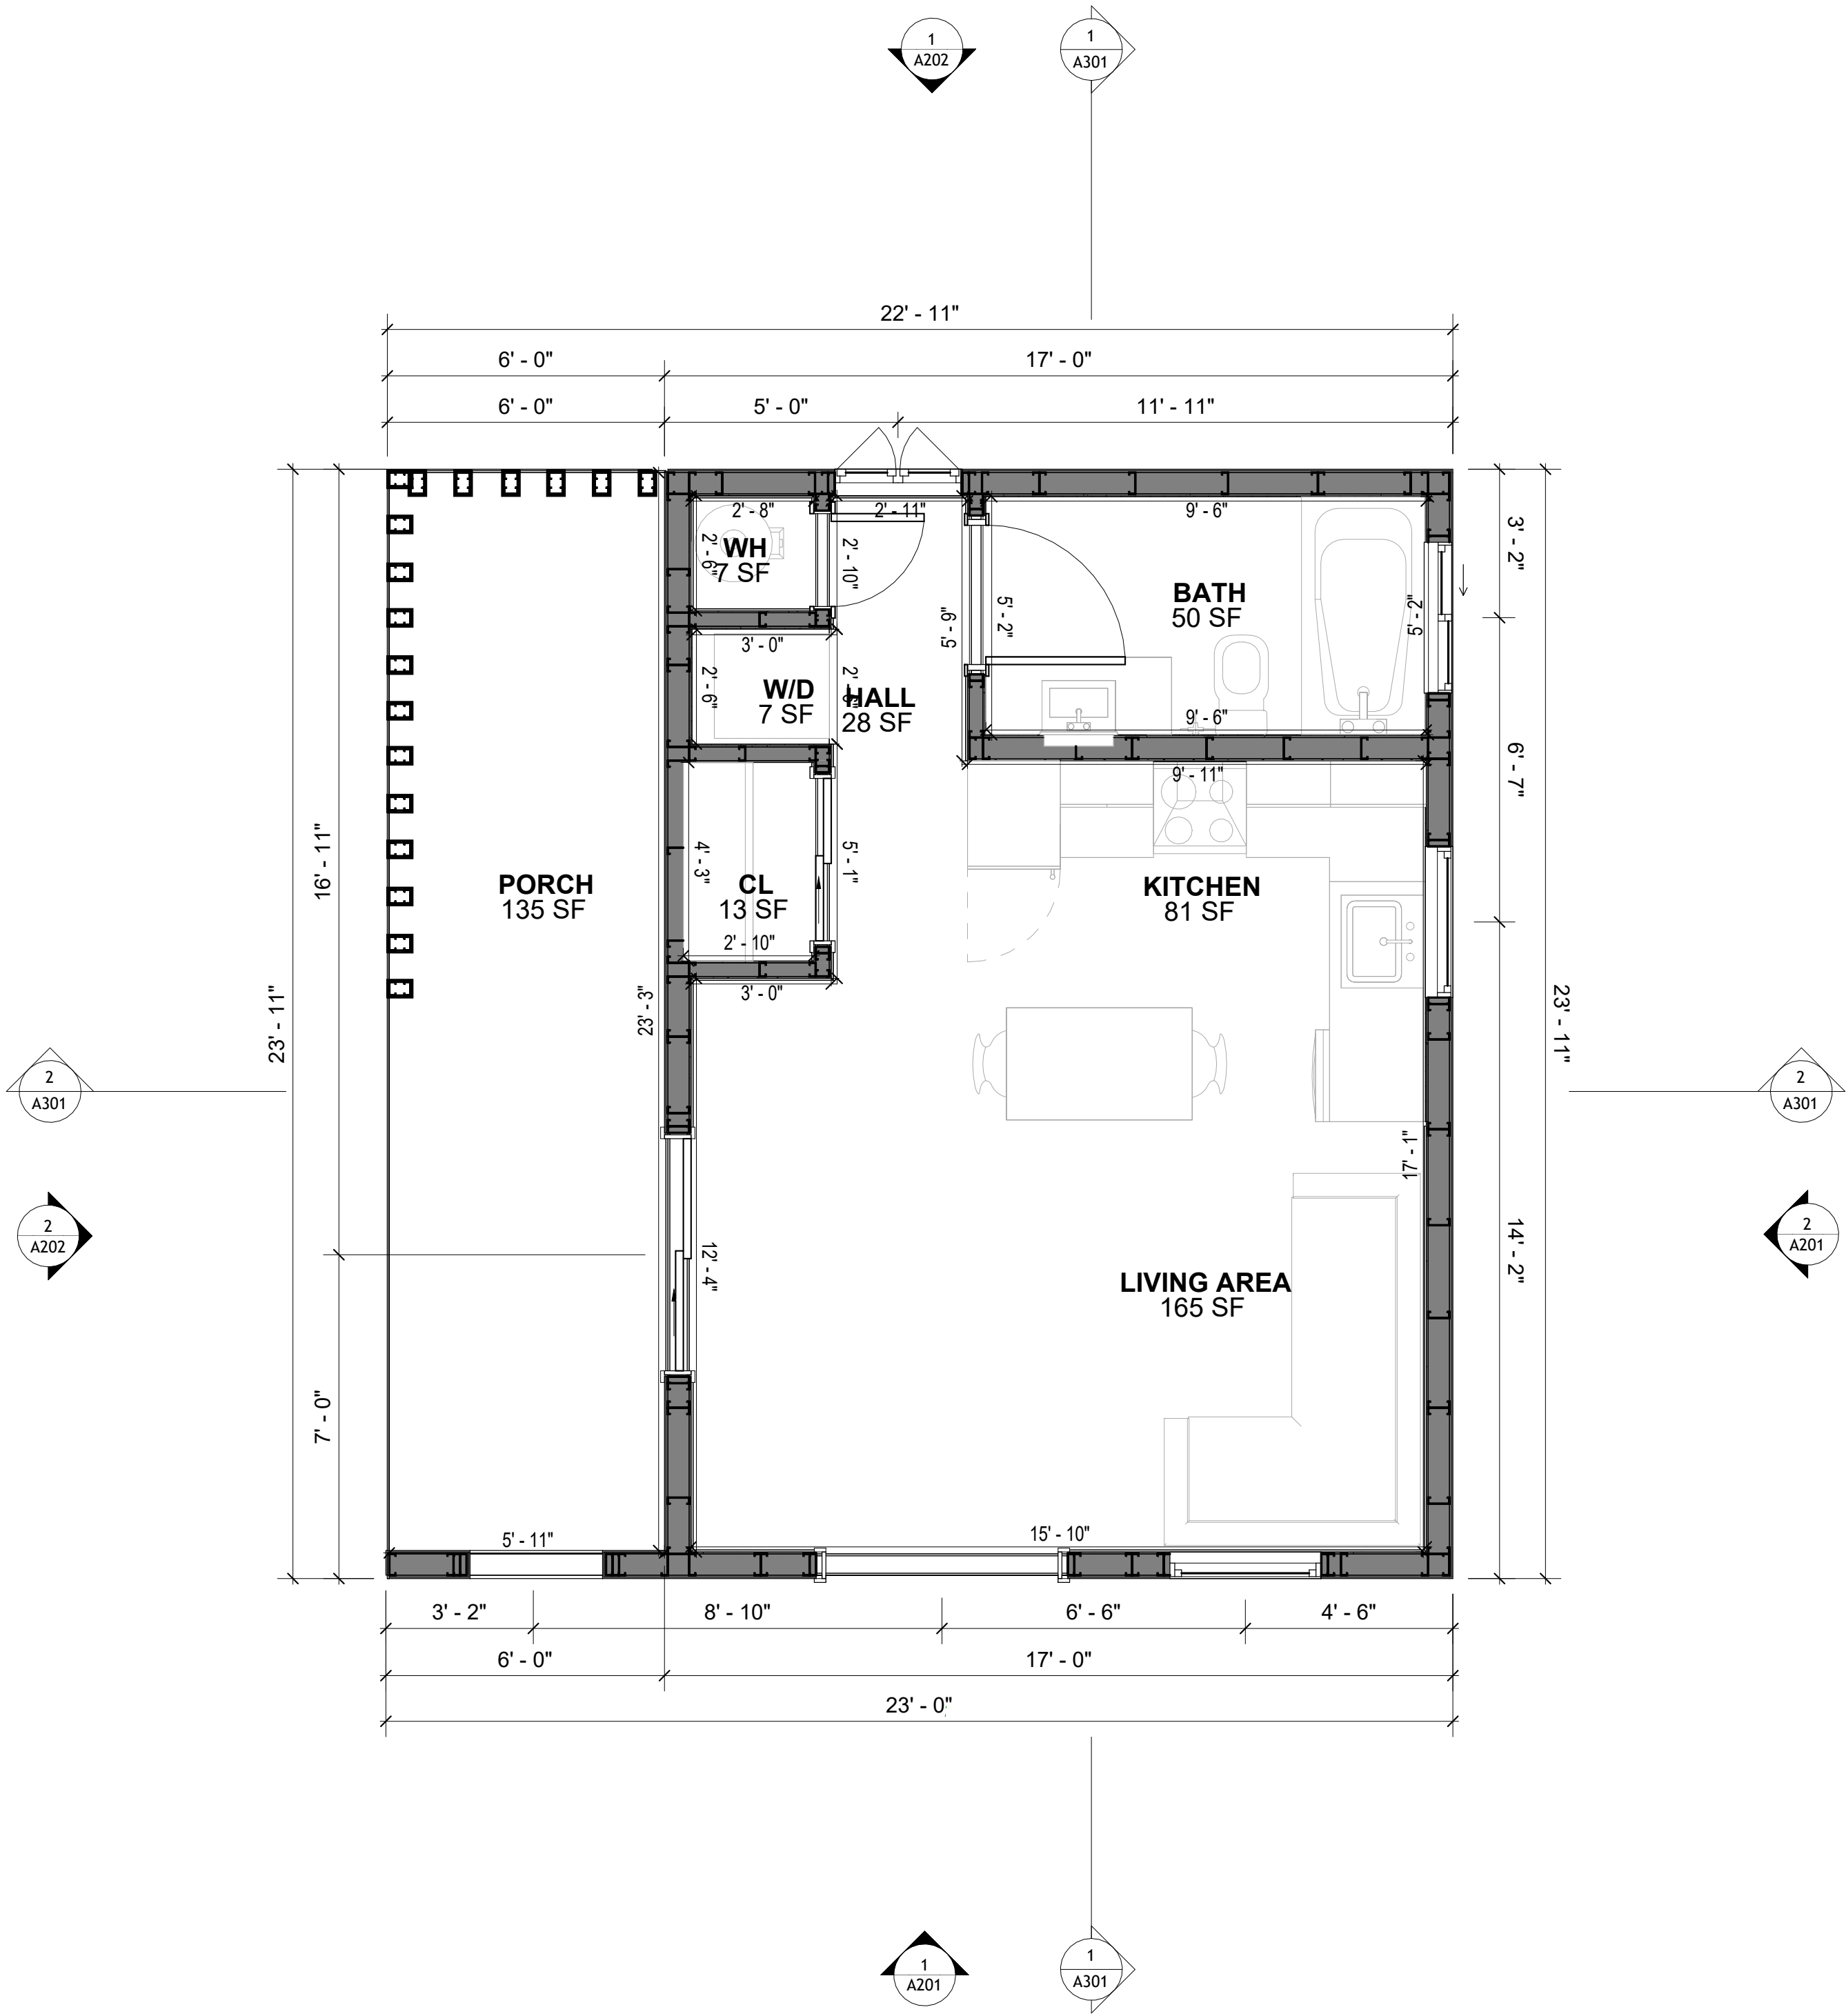 1
A202
1
A301
22' - 11"
6' - 0"
17' - 0"
6' - 0"
5' - 0"
11' - 11"
2' - 8"
2' - 11"
9' - 6"
3' - 2"
WH
7 SF
2' - 6"
2' - 10"
5' - 6"
5' - 2"
BATH
50 SF
5' - 2"
3' - 0"
W/D
7 SF
2' - 6"
HALL
28 SF
9' - 6"
6' - 7"
9' - 11"
16' - 11"
PORCH
135 SF
4' - 3"
CL
13 SF
5' - 1"
KITCHEN
81 SF
2' - 10"
3' - 0"
23' - 11"
23' - 3"
23' - 11"
2
A301
2
A301
17' - 1"
2
A202
12' - 4"
14' - 2"
2
A201
LIVING AREA
165 SF
7' - 0"
5' - 11"
15' - 10"
3' - 2"
8' - 10"
6' - 6"
4' - 6"
6' - 0"
17' - 0"
23' - 0"
1
A201
1
A301